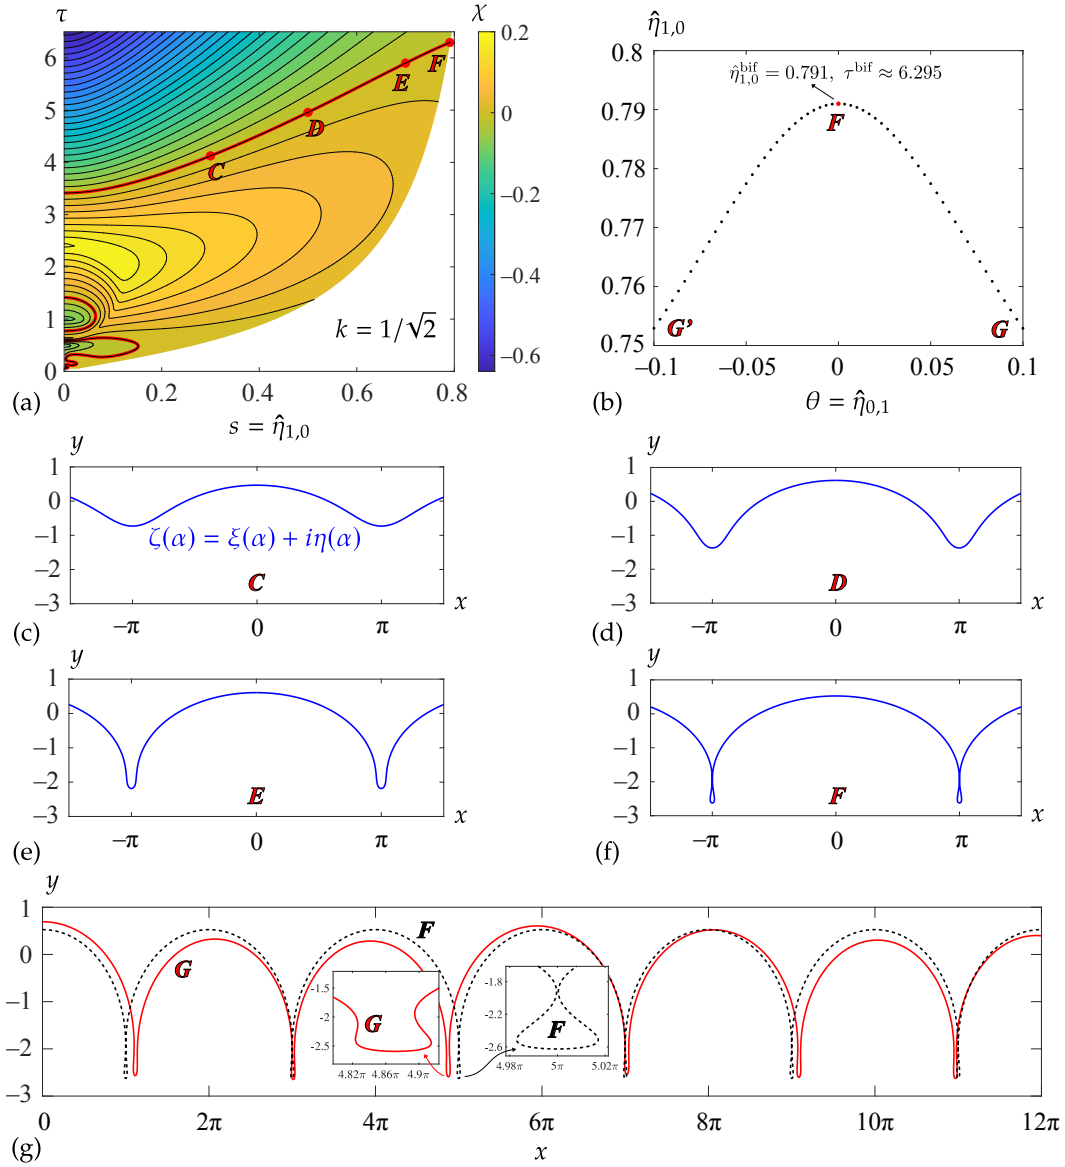 τ
χ
6
5
4
3
2
1
0
0
0.2
0.4
0.6
0.8
0.2
0
−0.2
−0.4
−0.6
C
D
E
F
k = 1/√2
(a)
s = η̂1,0
η̂1,0
0.8
0.79
0.78
0.77
0.76
0.75
η̂1,0^bif = 0.791, τ^bif ≈ 6.295
F
G'
G
−0.1
−0.05
0
0.05
0.1
(b)
θ = η̂0,1
y
1
0
−1
−2
−3
ζ(α) = ξ(α) + iη(α)
C
x
−π
0
π
(c)
y
1
0
−1
−2
−3
D
x
−π
0
π
(d)
y
1
0
−1
−2
−3
E
x
−π
0
π
(e)
y
1
0
−1
−2
−3
F
x
−π
0
π
(f)
y
1
0
−1
−2
−3
G
F
-1.5
-2
-2.5
G
4.82π
4.86π
4.9π
-1.8
-2.2
-2.6
F
4.98π
5π
5.02π
0
2π
4π
6π
8π
10π
12π
(g)
x